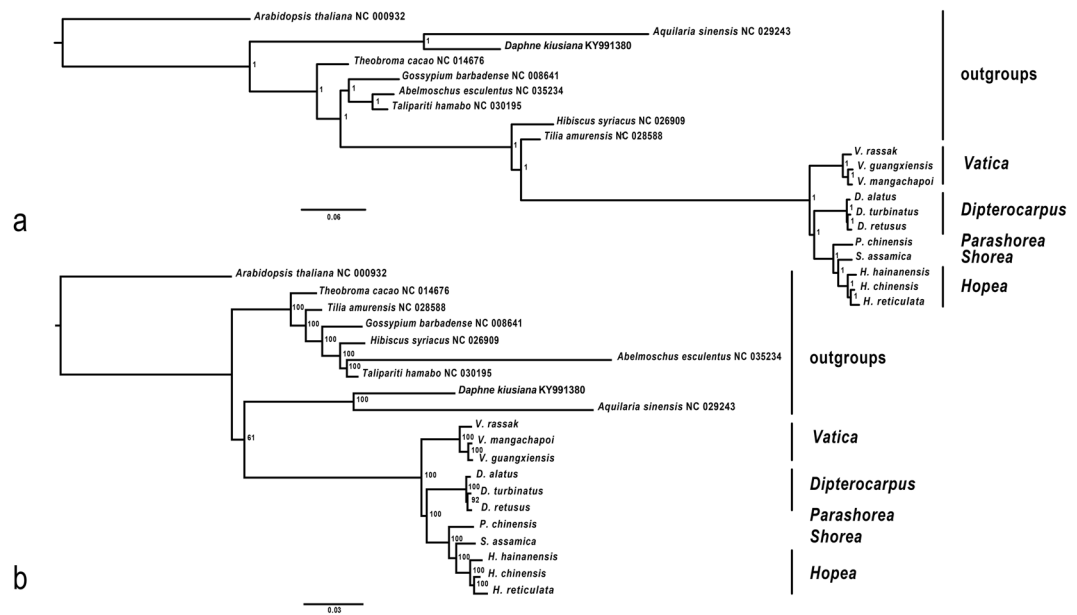 a
Arabidopsis thaliana NC 000932
Aquilaria sinensis NC 029243
1
Daphne kiusiana KY991380
1
Theobroma cacao NC 014676
Gossypium barbadense NC 008641
outgroups
1
1
Abelmoschus esculentus NC 035234
1
Taliparti hamabo NC 030195
1
Hibiscus syriacus NC 026909
Tilia amurensis NC 028588
1
1
V. rassak
1
V. guangxiensis
1
V. mangachapoi
Vatica
1
D. alatus
1
D. turbinatus
1
D. retusus
Dipterocarpus
0.06
1
P. chinensis
Parashorea
1
S. assamica
Shorea
1
H. hainanensis
1
H. chinensis
1
H. reticulata
Hopea
b
Arabidopsis thaliana NC 000932
Theobroma cacao NC 014676
100
Tilia amurensis NC 028588
100
Gossypium barbadense NC 008641
100
Hibiscus syriacus NC 026909
100
Abelmoschus esculentus NC 035234
outgroups
100
Talipariti hamabo NC 030195
Daphne kiusiana KY991380
100
Aquilaria sinensis NC 029243
61
V. rassak
100
V. mangachapoi
100
V. guangxiensis
Vatica
100
D. alatus
100
D. turbinatus
92
D. retusus
Dipterocarpus
100
P. chinensis
Parashorea
100
S. assamica
Shorea
100
H. hainanensis
100
H. chinensis
100
H. reticulata
Hopea
0.03